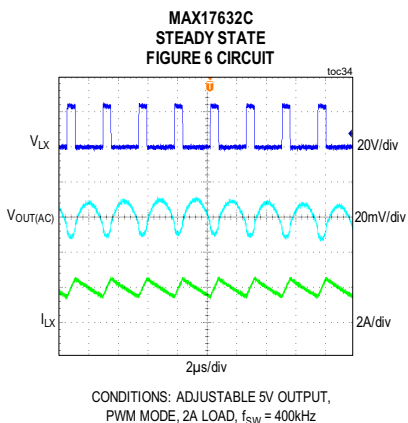 MAX17632C
STEADY STATE
FIGURE 6 CIRCUIT
toc34
VLX
20V/div
VOUT(AC)
20mV/div
ILX
2A/div
2µs/div
CONDITIONS: ADJUSTABLE 5V OUTPUT,
PWM MODE, 2A LOAD, fSW = 400kHz